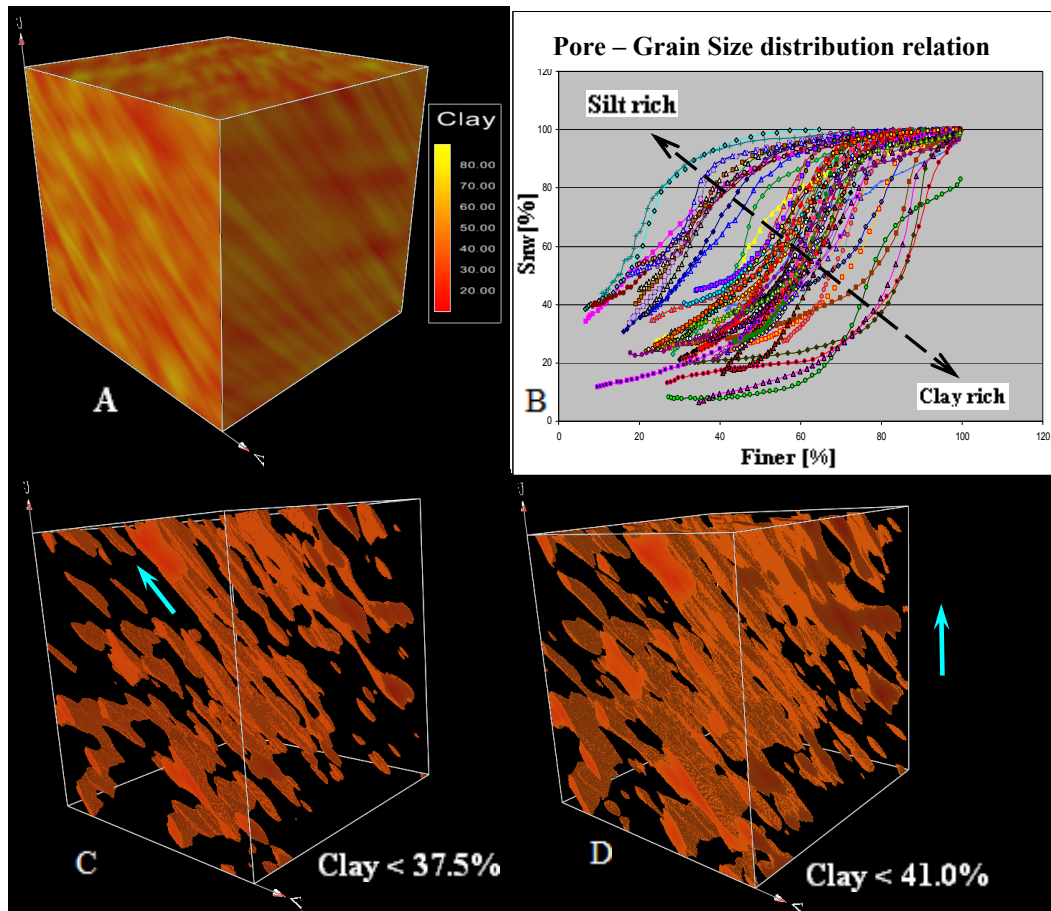 Clay
80.00
70.00
60.00
50.00
40.00
30.00
20.00
A
Pore – Grain Size distribution relation
120
100
80
60
40
20
0
Snw [%]
Silt rich
Clay rich
B
0 20 40 60 80 100 120
Finer [%]
C
Clay < 37.5%
D
Clay < 41.0%